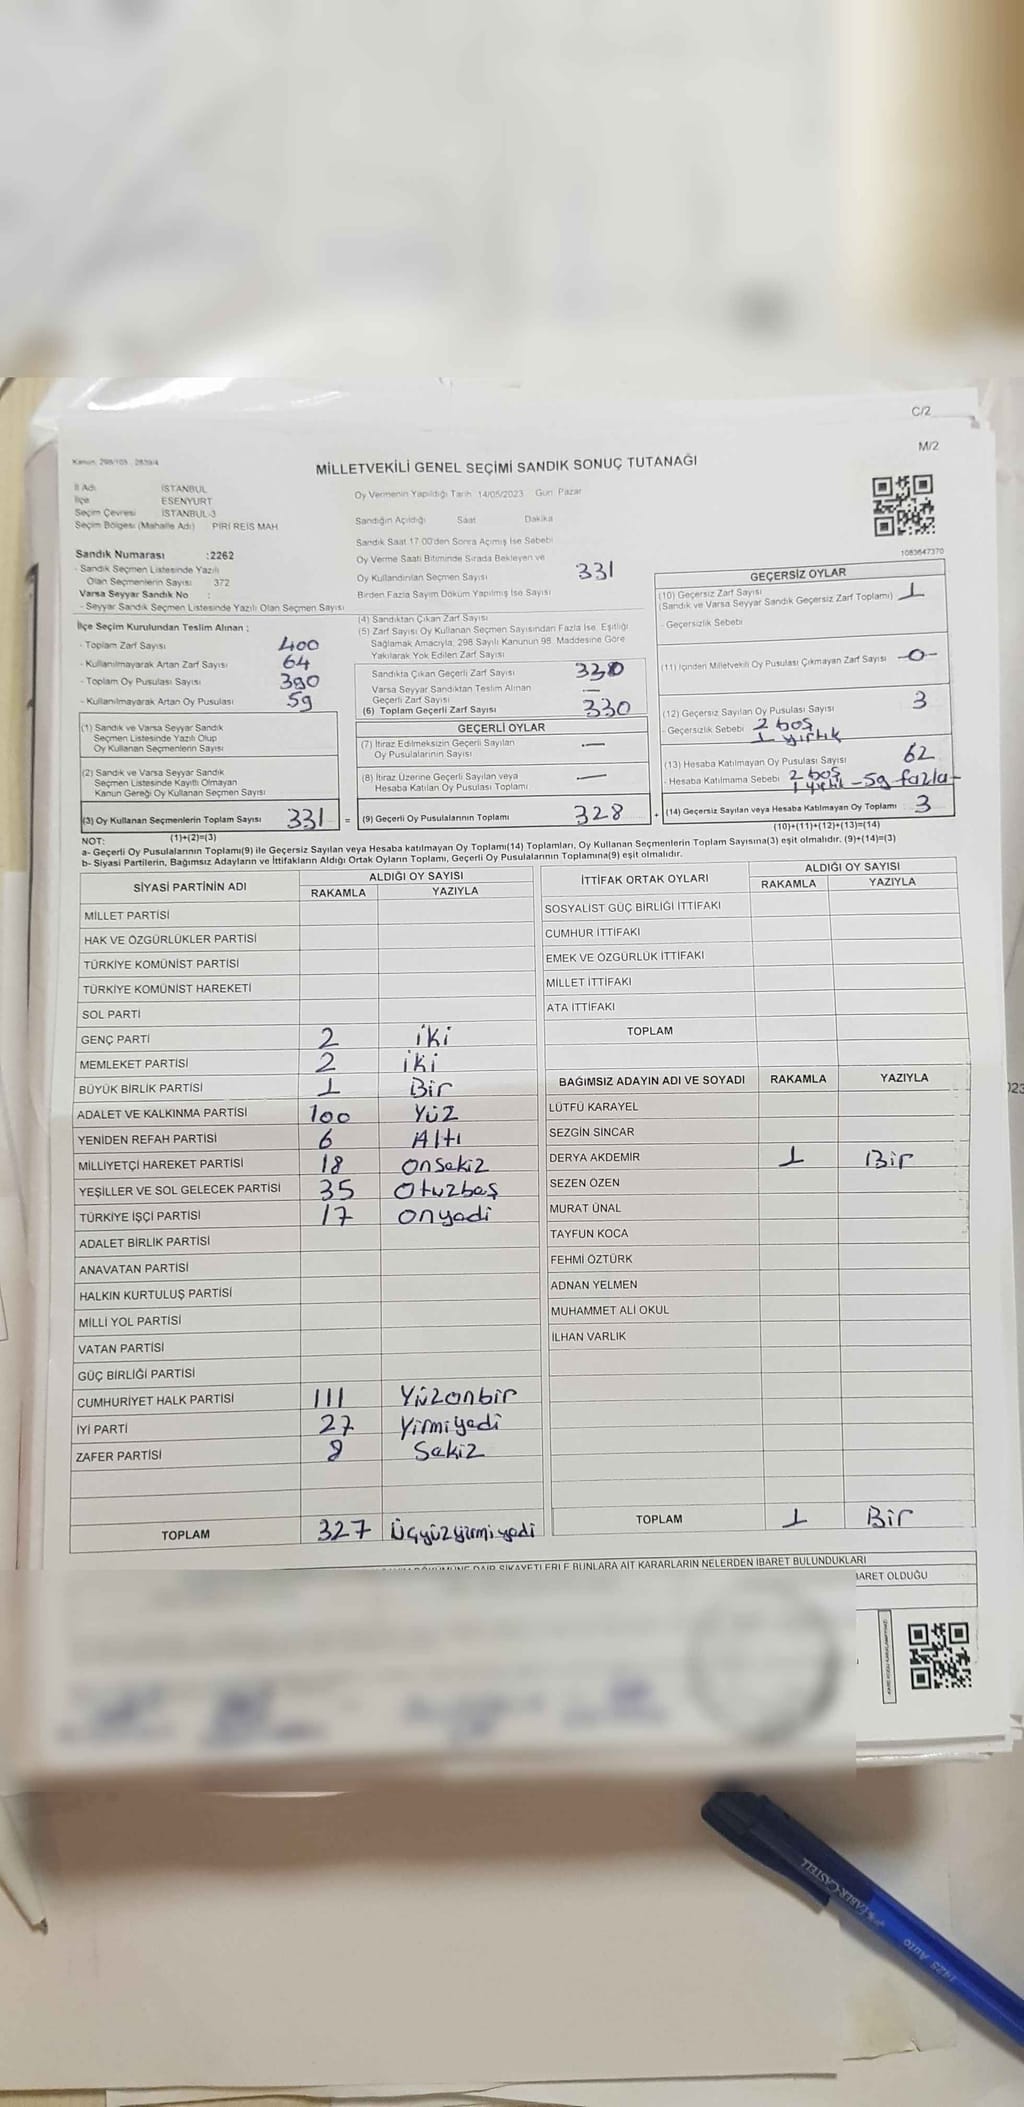 C/2
M/2
Kanun: 298/105 - 2839/4
MİLLETVEKİLİ GENEL SEÇİMİ SANDIK SONUÇ TUTANAĞI
İl Adı : İSTANBUL
İlçe : ESENYURT
Seçim Çevresi : İSTANBUL-3
Seçim Bölgesi (Mahalle Adı) : PİRİ REİS MAH
Sandık Numarası :2262
- Sandık Seçmen Listesinde Yazılı
Olan Seçmenlerin Sayısı: 372
Varsa Seyyar Sandık No :
- Seyyar Sandık Seçmen Listesinde Yazılı Olan Seçmen Sayısı
Oy Vermenin Yapıldığı Tarih: 14/05/2023 Gün: Pazar
Sandığın Açıldığı Saat Dakika
Sandık Saat 17.00'den Sonra Açılmış İse Sebebi
Oy Verme Saati Bitiminde Sırada Bekleyen ve
Oy Kullandırılan Seçmen Sayısı 331
Birden Fazla Sayım Döküm Yapılmış İse Sayısı
1083647370
İlçe Seçim Kurulundan Teslim Alınan ;
- Toplam Zarf Sayısı 400
- Kullanılmayarak Artan Zarf Sayısı 64
- Toplam Oy Pusulası Sayısı 390
- Kullanılmayarak Artan Oy Pusulası 59
(1) Sandık ve Varsa Seyyar Sandık
Seçmen Listesinde Yazılı Olup
Oy Kullanan Seçmenlerin Sayısı
(2) Sandık ve Varsa Seyyar Sandık
Seçmen Listesinde Kayıtlı Olmayan
Kanun Gereği Oy Kullanan Seçmen Sayısı
(3) Oy Kullanan Seçmenlerin Toplam Sayısı 331 =
(4) Sandıktan Çıkan Zarf Sayısı
(5) Zarf Sayısı Oy Kullanan Seçmen Sayısından Fazla İse, Eşitliği
Sağlamak Amacıyla, 298 Sayılı Kanunun 98. Maddesine Göre
Yakılarak Yok Edilen Zarf Sayısı
Sandıkta Çıkan Geçerli Zarf Sayısı 330
Varsa Seyyar Sandıktan Teslim Alınan
Geçerli Zarf Sayısı —
(6) Toplam Geçerli Zarf Sayısı 330
GEÇERLİ OYLAR
(7) İtiraz Edilmeksizin Geçerli Sayılan
Oy Pusulalarının Sayısı —
(8) İtiraz Üzerine Geçerli Sayılan veya
Hesaba Katılan Oy Pusulası Toplamı —
(9) Geçerli Oy Pusulalarının Toplamı 328 +
GEÇERSİZ OYLAR
(10) Geçersiz Zarf Sayısı
(Sandık ve Varsa Seyyar Sandık Geçersiz Zarf Toplamı) 1
- Geçersizlik Sebebi
(11) İçinden Milletvekili Oy Pusulası Çıkmayan Zarf Sayısı -0-
(12) Geçersiz Sayılan Oy Pusulası Sayısı 3
- Geçersizlik Sebebi 2 boş
1 yırtık
(13) Hesaba Katılmayan Oy Pusulası Sayısı 62
- Hesaba Katılmama Sebebi 2 boş
1 yırtık -59 fazla-
(14) Geçersiz Sayılan veya Hesaba Katılmayan Oy Toplamı 3
NOT: (1)+(2)=(3)
(10)+(11)+(12)+(13)=(14)
a- Geçerli Oy Pusulalarının Toplamı(9) ile Geçersiz Sayılan veya Hesaba katılmayan Oy Toplamı(14) Toplamları, Oy Kullanan Seçmenlerin Toplam Sayısına(3) eşit olmalıdır. (9)+(14)=(3)
b- Siyasi Partilerin, Bağımsız Adayların ve İttifakların Aldığı Ortak Oyların Toplamı, Geçerli Oy Pusulalarının Toplamına(9) eşit olmalıdır.
SİYASİ PARTİNİN ADI
ALDIĞI OY SAYISI
RAKAMLA YAZIYLA
MİLLET PARTİSİ
HAK VE ÖZGÜRLÜKLER PARTİSİ
TÜRKİYE KOMÜNİST PARTİSİ
TÜRKİYE KOMÜNİST HAREKETİ
SOL PARTİ
GENÇ PARTİ 2 iki
MEMLEKET PARTİSİ 2 iki
BÜYÜK BİRLİK PARTİSİ 1 Bir
ADALET VE KALKINMA PARTİSİ 100 Yüz
YENİDEN REFAH PARTİSİ 6 Altı
MİLLİYETÇİ HAREKET PARTİSİ 18 Onsekiz
YEŞİLLER VE SOL GELECEK PARTİSİ 35 Otuzbeş
TÜRKİYE İŞÇİ PARTİSİ 17 Onyedi
ADALET BİRLİK PARTİSİ
ANAVATAN PARTİSİ
HALKIN KURTULUŞ PARTİSİ
MİLLİ YOL PARTİSİ
VATAN PARTİSİ
GÜÇ BİRLİĞİ PARTİSİ
CUMHURİYET HALK PARTİSİ 111 Yüzonbir
İYİ PARTİ 27 Yirmiyedi
ZAFER PARTİSİ 8 Sekiz
TOPLAM 327 Üçyüzyirmiyedi
İTTİFAK ORTAK OYLARI
ALDIĞI OY SAYISI
RAKAMLA YAZIYLA
SOSYALİST GÜÇ BİRLİĞİ İTTİFAKI
CUMHUR İTTİFAKI
EMEK VE ÖZGÜRLÜK İTTİFAKI
MİLLET İTTİFAKI
ATA İTTİFAKI
TOPLAM
BAĞIMSIZ ADAYIN ADI VE SOYADI RAKAMLA YAZIYLA
LÜTFÜ KARAYEL
SEZGİN SİNCAR
DERYA AKDEMİR 1 Bir
SEZEN ÖZEN
MURAT ÜNAL
TAYFUN KOCA
FEHMİ ÖZTÜRK
ADNAN YELMEN
MUHAMMET ALİ OKUL
İLHAN VARLIK
TOPLAM 1 Bir
DAİR ŞİKAYETLERLE BUNLARA AİT KARARLARIN NELERDEN İBARET BULUNDUKLARI
İBARET OLDUĞU
023
FABER-CASTELL
1425 AUTO